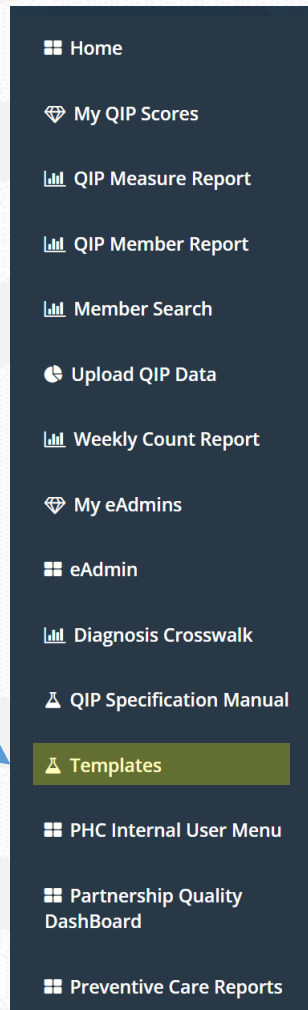 Home
My QIP Scores
QIP Measure Report
QIP Member Report
Member Search
Upload QIP Data
Weekly Count Report
My eAdmins
eAdmin
Diagnosis Crosswalk
QIP Specification Manual
Templates
PHC Internal User Menu
Partnership Quality
DashBoard
Preventive Care Reports